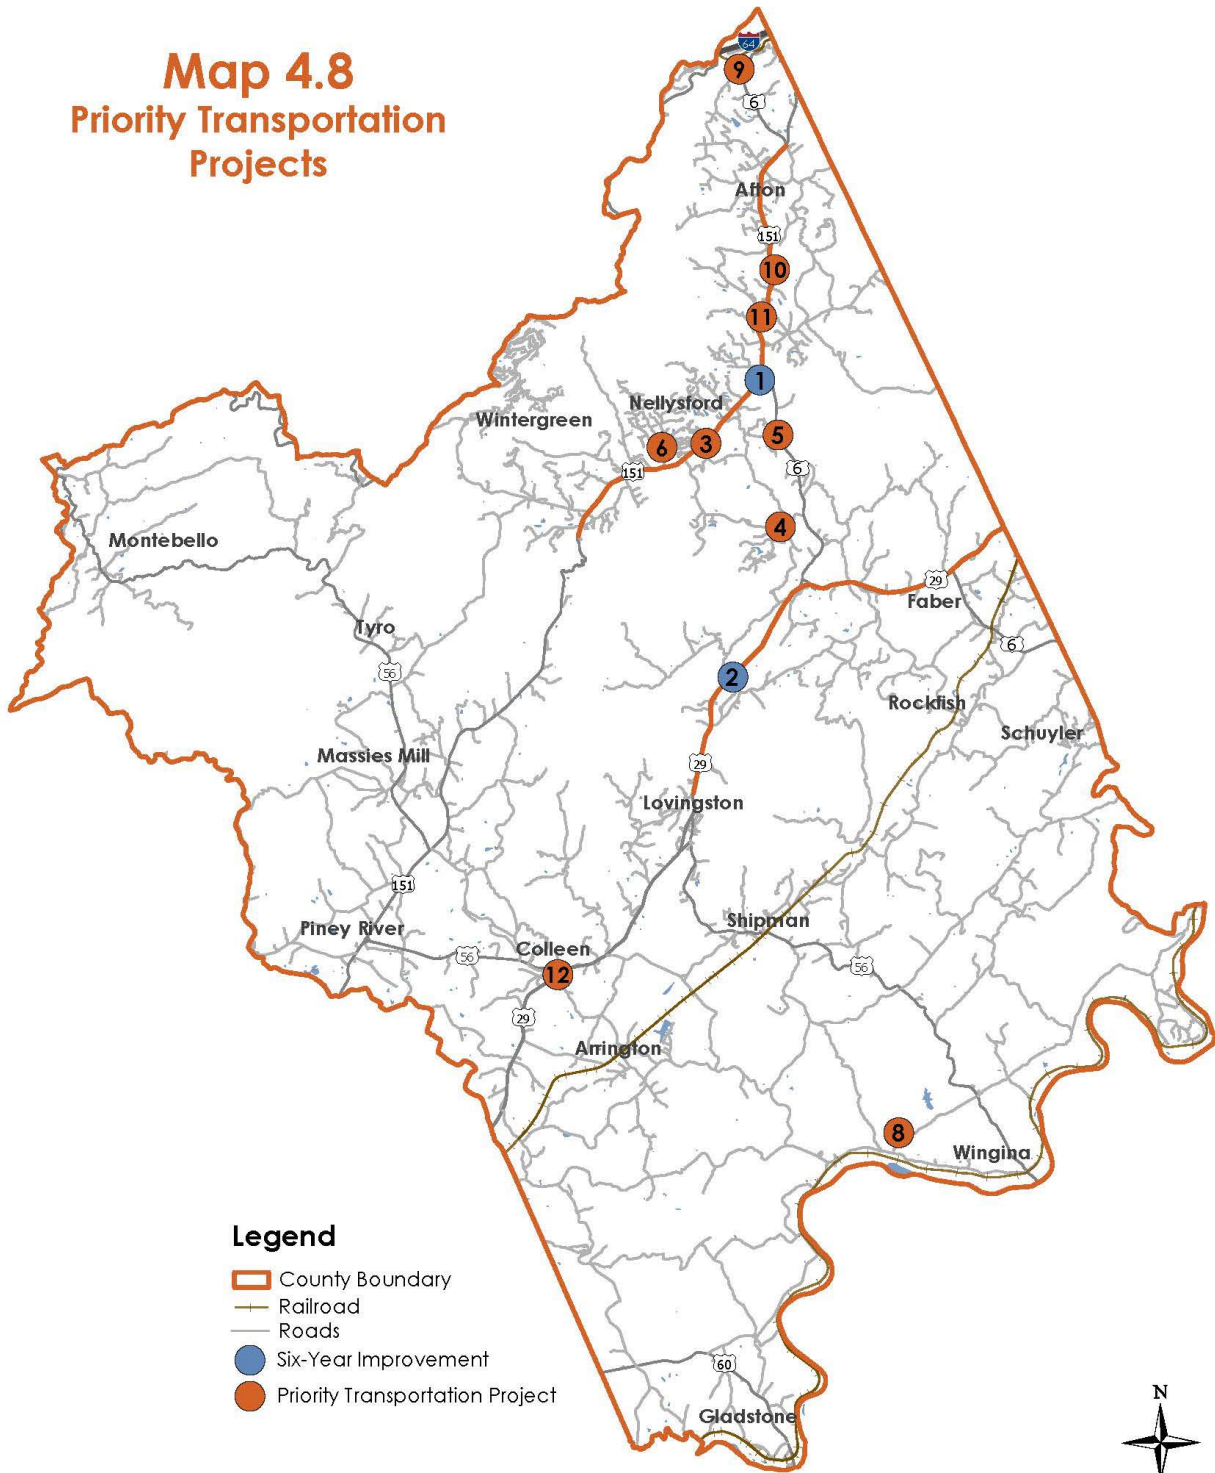 Map 4.8
Priority Transportation
Projects
64
9
6
Afton
151
10
11
1
Nellysford
Wintergreen
6
3
5
151
6
4
Montebello
29
Faber
Tyro
6
56
2
Rockfish
Schuyler
Massies Mill
29
Lovingston
151
Shipman
Piney River
Colleen
56
56
12
29
Arrington
8
Wingina
Legend
County Boundary
Railroad
Roads
Six-Year Improvement
Priority Transportation Project
60
Gladstone
N